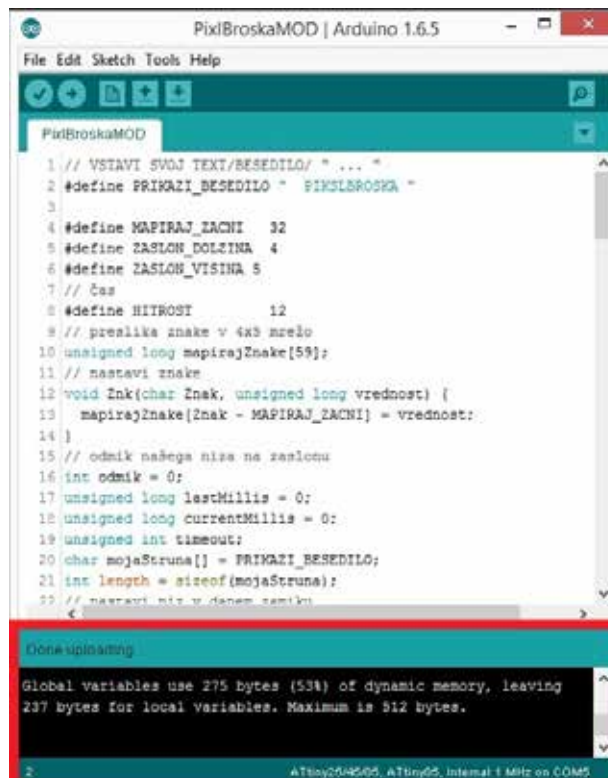 PixlBroskaMOD | Arduino 1.6.5
File Edit Sketch Tools Help
PixlBroskaMOD
1 // VSTAVI SVOJ TEXT/BESEDILO/ " ... "
2 #define PRIKAZI_BESEDILO "  PIKSLBROSKA "
3
4 #define MAPIRAJ_ZACNI   32
5 #define ZASLON_DOLZINA  4
6 #define ZASLON_VISINA 5
7 // čas
8 #define HITROST         12
9 // preslika znake v 4x5 mrežo
10 unsigned long mapirajZnake[59];
11 // nastavi znake
12 void Znk(char Znak, unsigned long vrednost) {
13   mapirajZnake[Znak - MAPIRAJ_ZACNI] = vrednost;
14 }
15 // odmik našega niza na zaslonu
16 int odmik = 0;
17 unsigned long lastMillis = 0;
18 unsigned long currentMillis = 0;
19 unsigned int timeout;
20 char mojaStruna[] = PRIKAZI_BESEDILO;
21 int length = sizeof(mojaStruna);
22 // nastavi niz v danem zamiku
Done uploading.
Global variables use 275 bytes (53%) of dynamic memory, leaving
237 bytes for local variables. Maximum is 512 bytes.
2 ATtiny25/45/85, ATtiny85, Internal 1 MHz on COM5